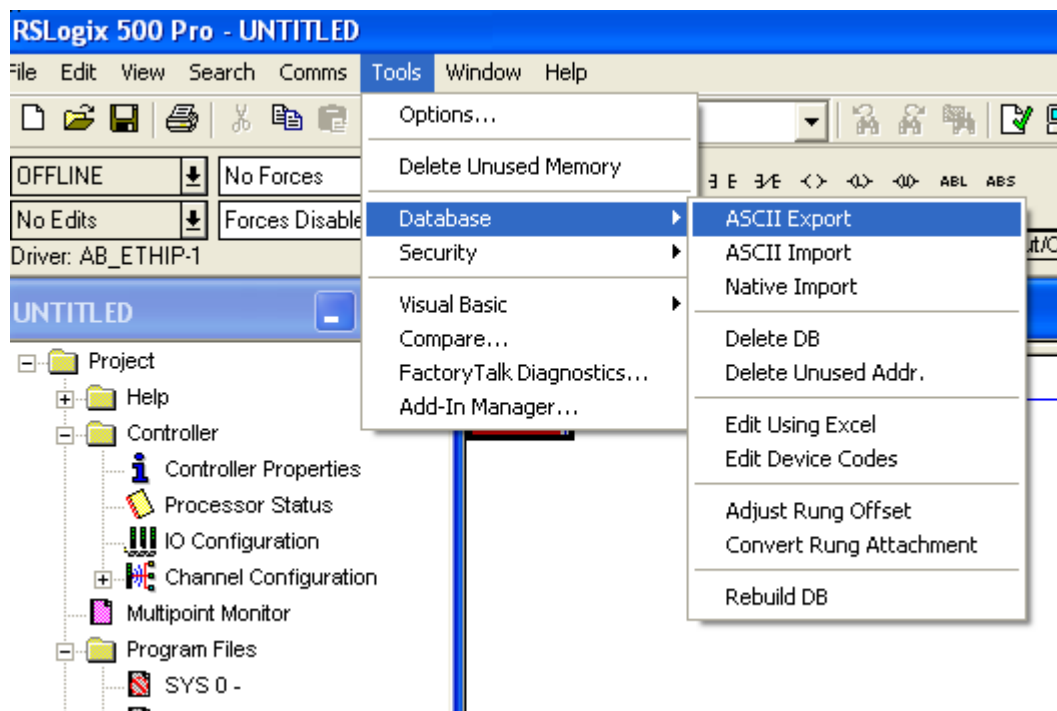 RSLogix 500 Pro - UNTITLED
File Edit View Search Comms Tools Window Help
Options...
Delete Unused Memory
Database
Security
Visual Basic
Compare...
FactoryTalk Diagnostics...
Add-In Manager...
ASCII Export
ASCII Import
Native Import
Delete DB
Delete Unused Addr.
Edit Using Excel
Edit Device Codes
Adjust Rung Offset
Convert Rung Attachment
Rebuild DB
OFFLINE No Forces
No Edits Forces Disable
ABL ABS
Driver: AB_ETHIP-1
UNTITLED
Project
Help
Controller
Controller Properties
Processor Status
IO Configuration
Channel Configuration
Multipoint Monitor
Program Files
SYS 0 -